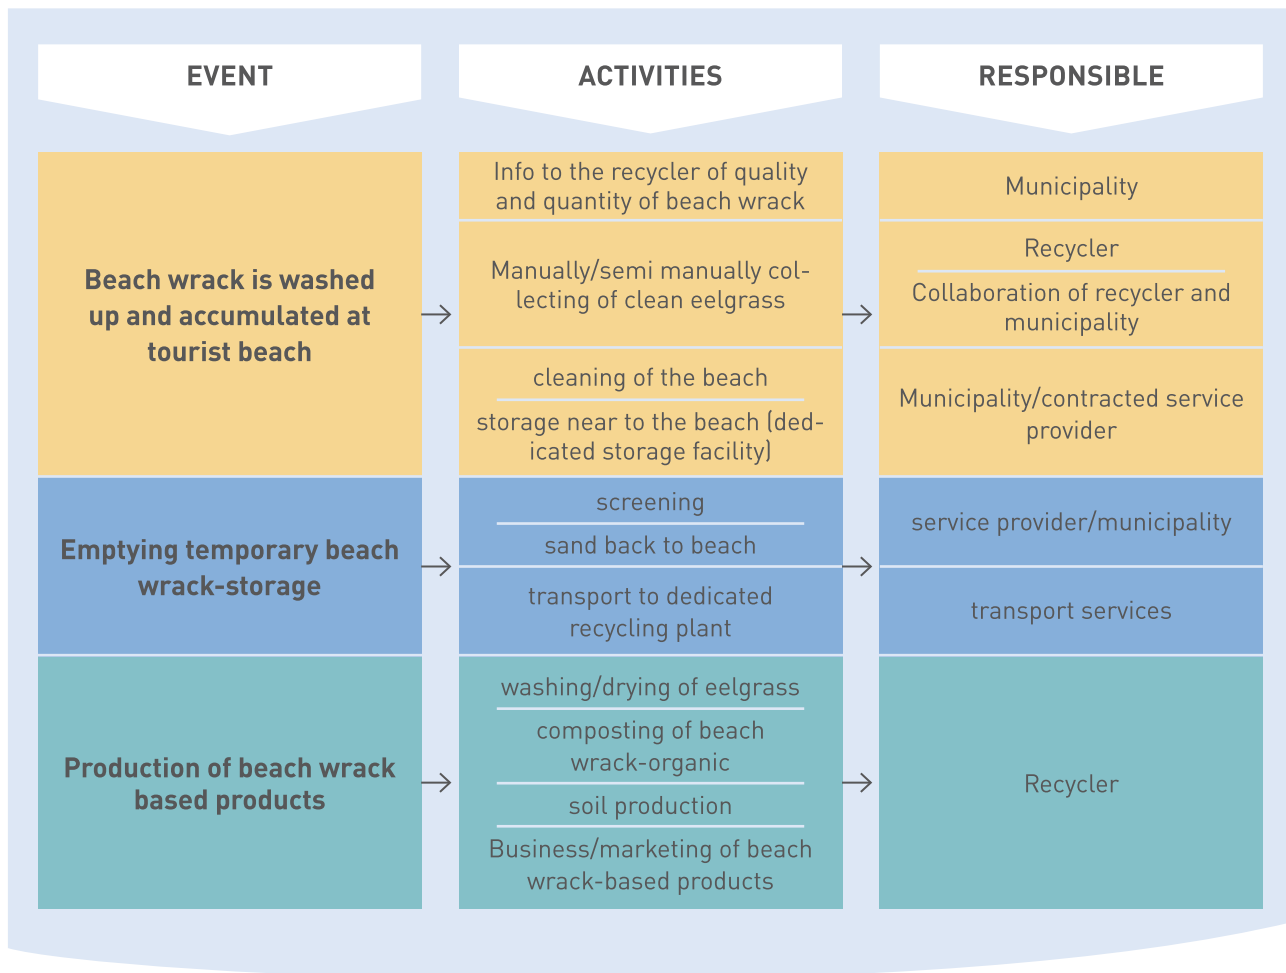 EVENT
ACTIVITIES
RESPONSIBLE
Beach wrack is washed
up and accumulated at
tourist beach
Info to the recycler of quality
and quantity of beach wrack
Municipality
Manually/semi manually col-
lecting of clean eelgrass
Recycler
Collaboration of recycler and
municipality
cleaning of the beach
storage near to the beach (ded-
icated storage facility)
Municipality/contracted service
provider
Emptying temporary beach
wrack-storage
screening
sand back to beach
service provider/municipality
transport to dedicated
recycling plant
transport services
Production of beach wrack
based products
washing/drying of eelgrass
composting of beach
wrack-organic
soil production
Business/marketing of beach
wrack-based products
Recycler